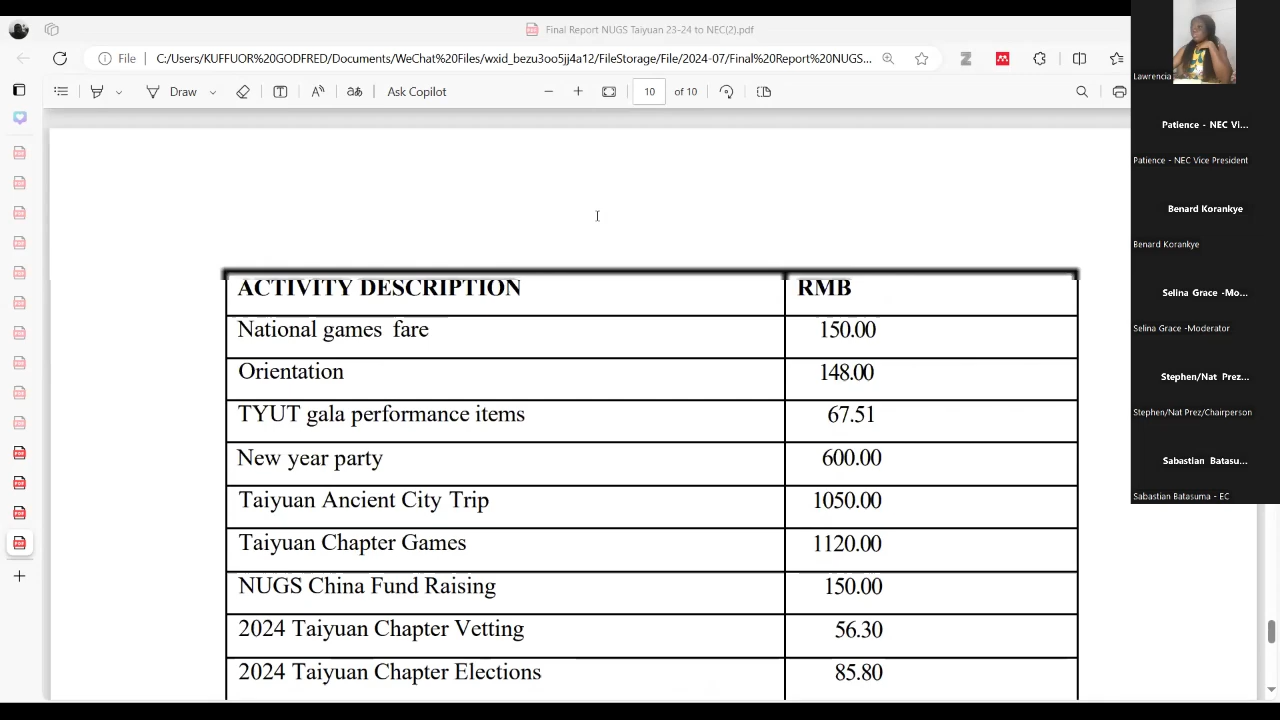 Final Report NUGS Taiyuan 23-24 to NEC(2).pdf
File C:/Users/KUFFUOR%20GODFRED/Documents/WeChat%20Files/wxid_bezu3oo5jj4a12/FileStorage/File/2024-07/Final%20Report%20NUGS...
Draw Ask Copilot 10 of 10
ACTIVITY DESCRIPTION RMB
National games fare 150.00
Orientation 148.00
TYUT gala performance items 67.51
New year party 600.00
Taiyuan Ancient City Trip 1050.00
Taiyuan Chapter Games 1120.00
NUGS China Fund Raising 150.00
2024 Taiyuan Chapter Vetting 56.30
2024 Taiyuan Chapter Elections 85.80
Lawrencia
Patience - NEC VI...
Patience - NEC Vice President
Benard Korankye
Benard Korankye
Selina Grace -Mo...
Selina Grace -Moderator
Stephen/Nat Prez...
Stephen/Nat Prez/Chairperson
Sabastian Batasu...
Sabastian Batasuma - EC